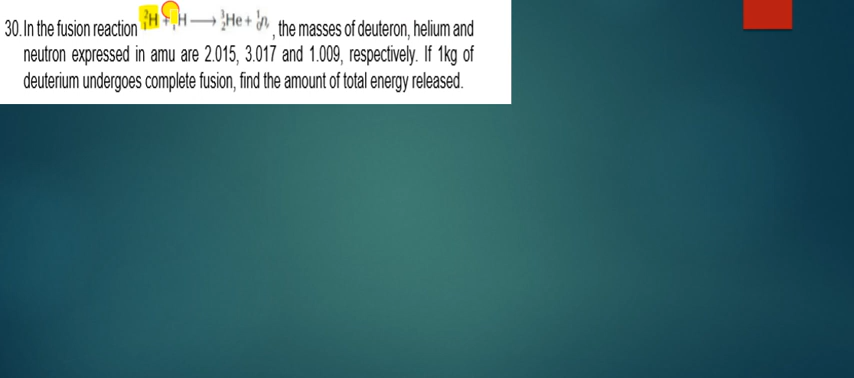 30. In the fusion reaction ²₁H + ₁H ⟶ ³₂He + ¹₀n, the masses of deuteron, helium and
neutron expressed in amu are 2.015, 3.017 and 1.009, respectively. If 1kg of
deuterium undergoes complete fusion, find the amount of total energy released.